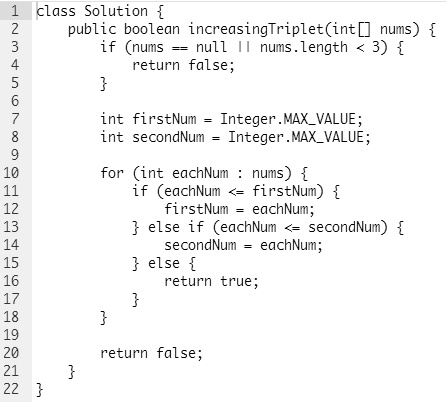 1 class Solution {
2     public boolean increasingTriplet(int[] nums) {
3         if (nums == null || nums.length < 3) {
4             return false;
5         }
6
7         int firstNum = Integer.MAX_VALUE;
8         int secondNum = Integer.MAX_VALUE;
9
10         for (int eachNum : nums) {
11             if (eachNum <= firstNum) {
12                 firstNum = eachNum;
13             } else if (eachNum <= secondNum) {
14                 secondNum = eachNum;
15             } else {
16                 return true;
17             }
18         }
19
20         return false;
21     }
22 }